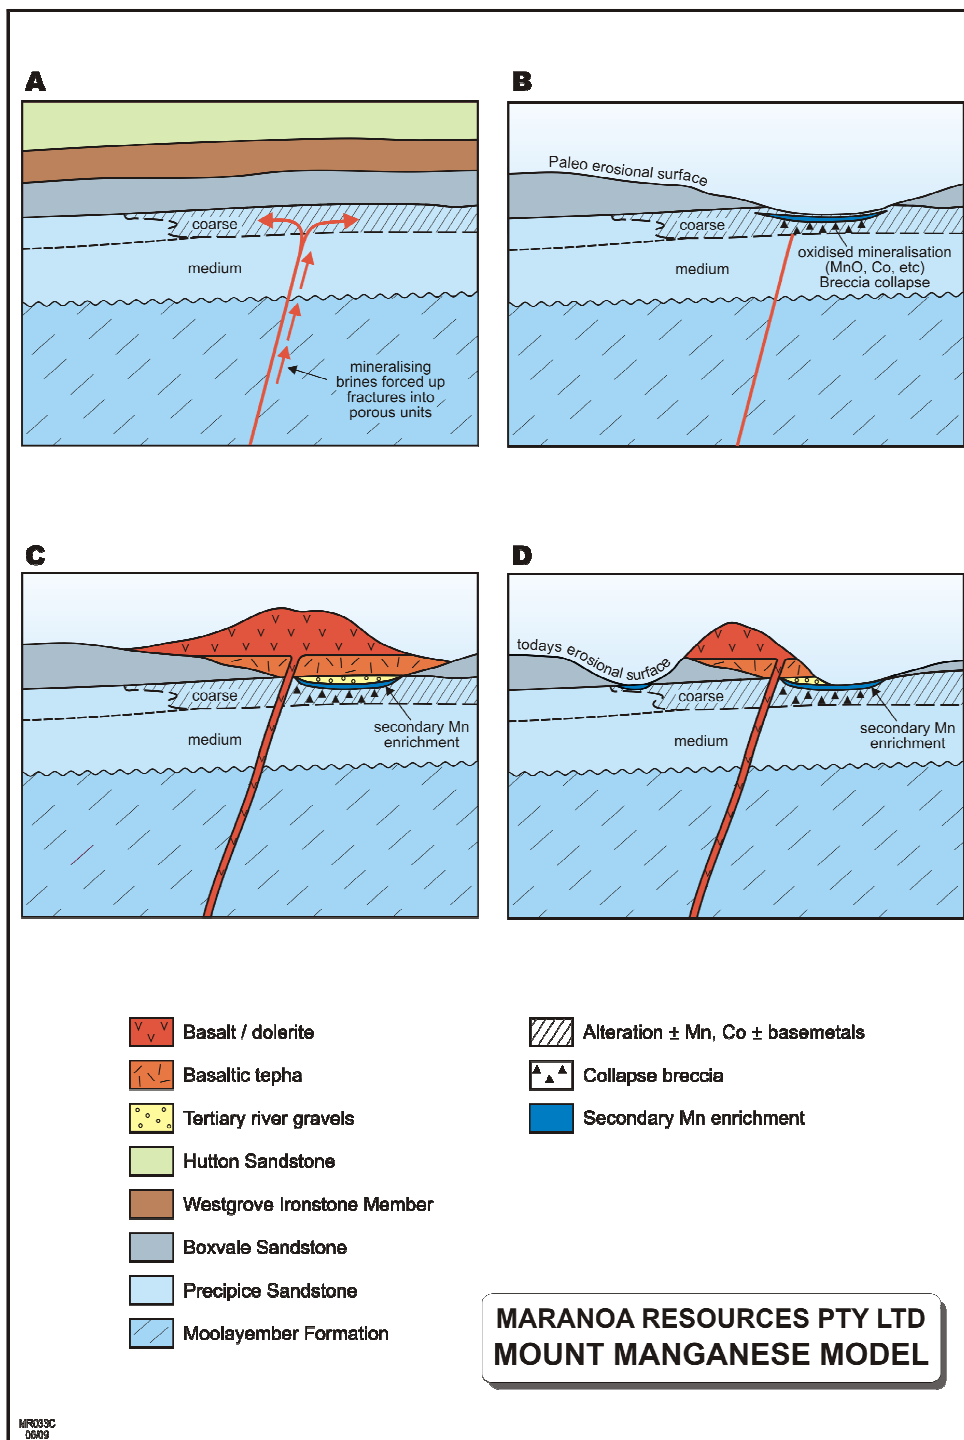 A
coarse
medium
mineralising
brines forced up
fractures into
porous units
B
Paleo erosional surface
coarse
medium
oxidised mineralisation
(MnO, Co, etc)
Breccia collapse
C
coarse
medium
secondary Mn
enrichment
D
todays erosional surface
coarse
medium
secondary Mn
enrichment
Basalt / dolerite
Basaltic tepha
Tertiary river gravels
Hutton Sandstone
Westgrove Ironstone Member
Boxvale Sandstone
Precipice Sandstone
Moolayember Formation
Alteration ± Mn, Co ± basemetals
Collapse breccia
Secondary Mn enrichment
MARANOA RESOURCES PTY LTD
MOUNT MANGANESE MODEL
MR033C
06/09